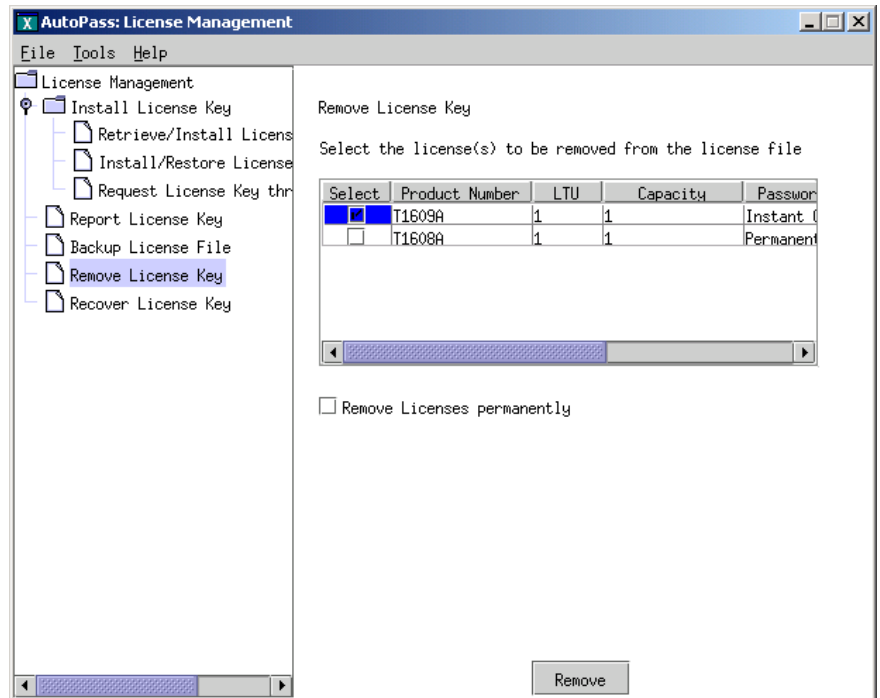 AutoPass: License Management
File Tools Help
License Management
Install License Key
Retrieve/Install Licens
Install/Restore License
Request License Key thr
Report License Key
Backup License File
Remove License Key
Recover License Key
Remove License Key
Select the license(s) to be removed from the license file
Select Product Number LTU Capacity Passwor
T1609A 1 1 Instant
T1608A 1 1 Permanent
Remove Licenses permanently
Remove